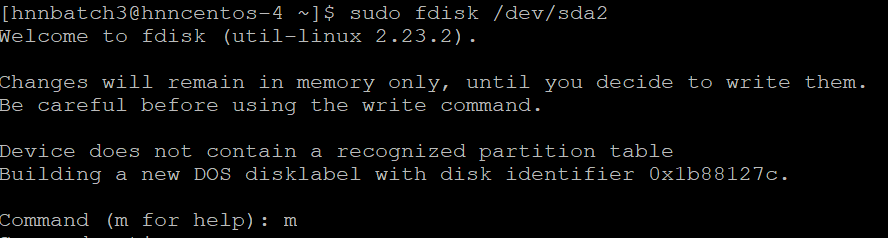 [hnnbatch3@hnncentos-4 ~]$ sudo fdisk /dev/sda2
Welcome to fdisk (util-linux 2.23.2).
Changes will remain in memory only, until you decide to write them.
Be careful before using the write command.
Device does not contain a recognized partition table
Building a new DOS disklabel with disk identifier 0x1b88127c.
Command (m for help): m